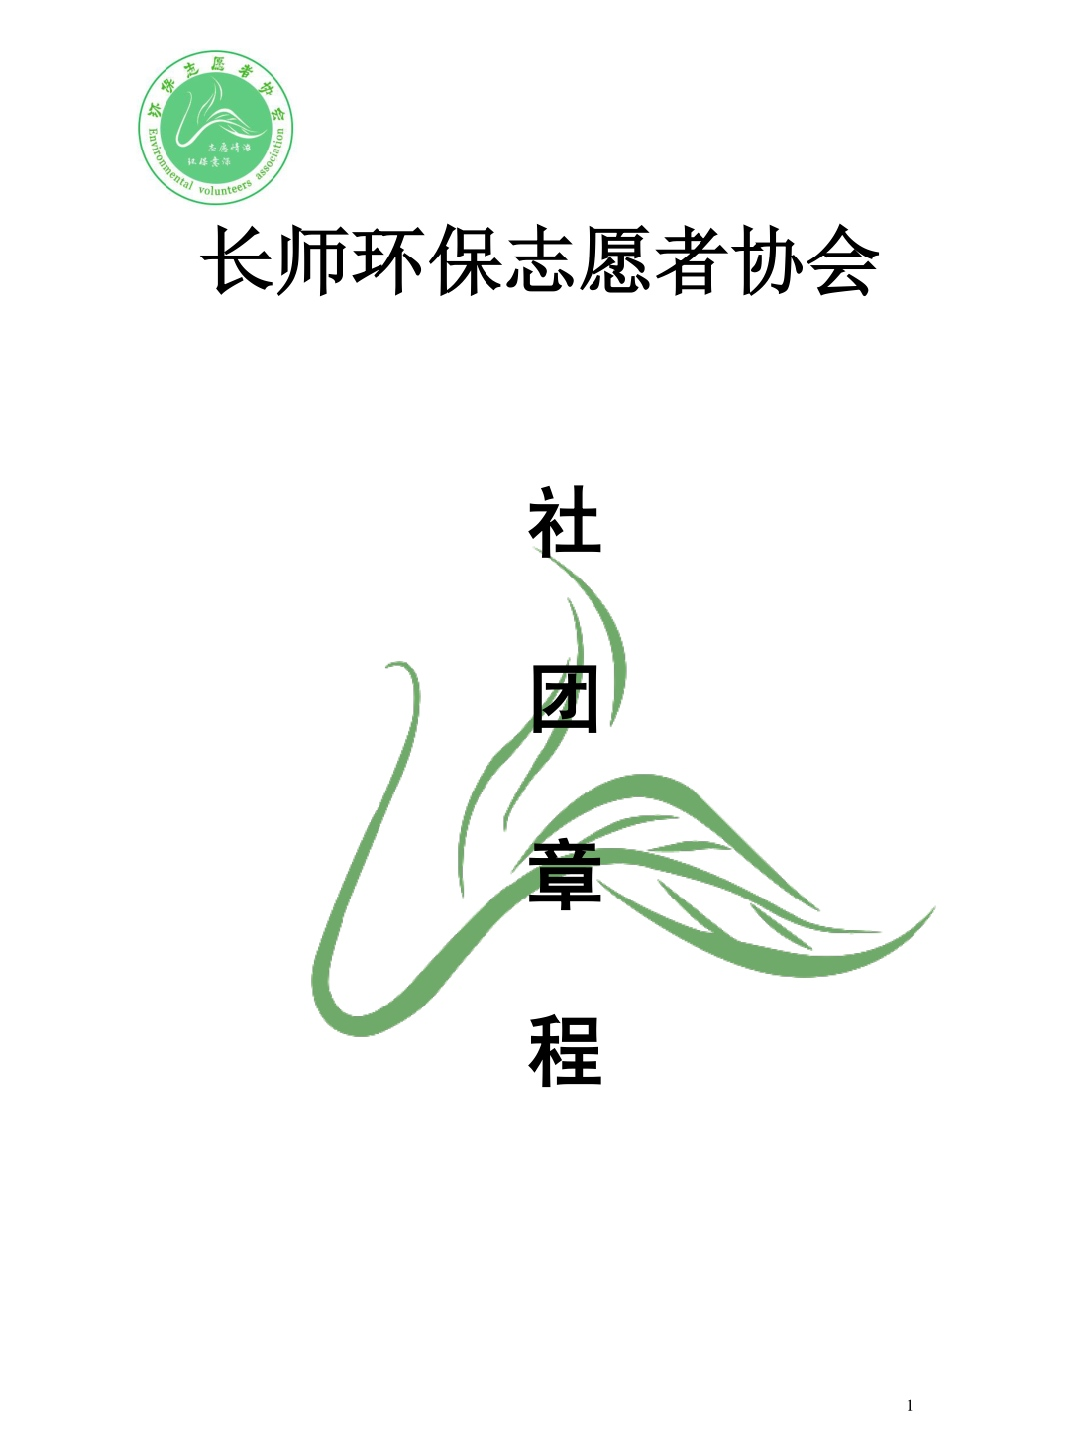 环保志愿者协会
Environmental volunteers association
长师环保志愿者协会
社
团
章
程
1